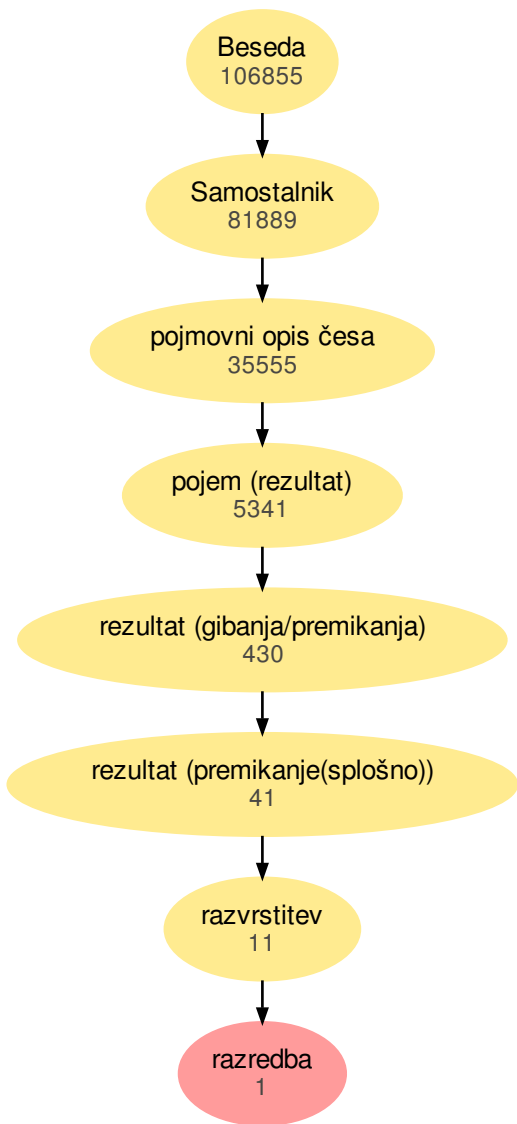 Beseda
106855
Samostalnik
81889
pojmovni opis česa
35555
pojem (rezultat)
5341
rezultat (gibanja/premikanja)
430
rezultat (premikanje(splošno))
41
razvrstitev
11
razredba
1